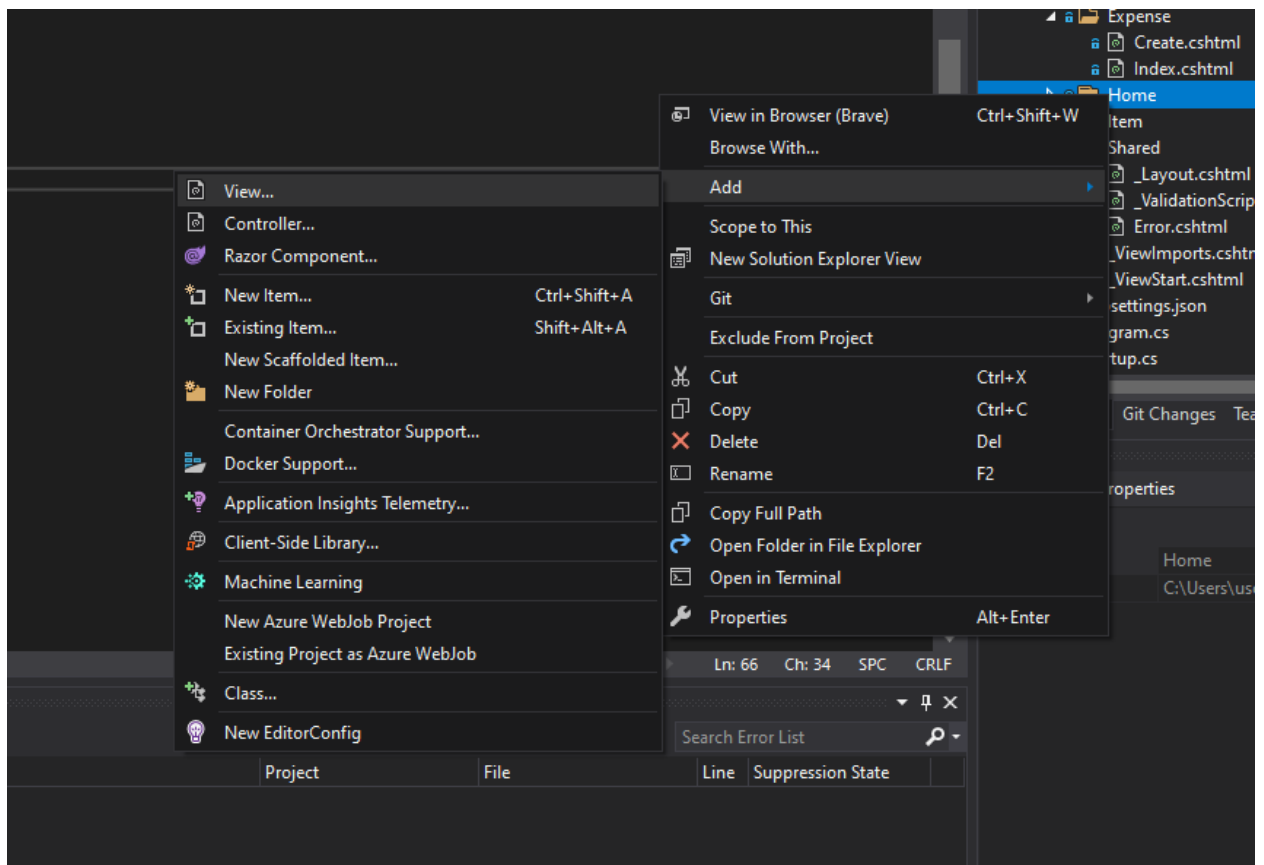 Expense
Create.cshtml
Index.cshtml
Home
Item
Shared
_Layout.cshtml
_ValidationScrip
Error.cshtml
_ViewImports.cshtm
_ViewStart.cshtml
settings.json
gram.cs
tup.cs
View in Browser (Brave) Ctrl+Shift+W
Browse With...
Add
Scope to This
New Solution Explorer View
Git
Exclude From Project
Cut Ctrl+X
Copy Ctrl+C
Delete Del
Rename F2
Copy Full Path
Open Folder in File Explorer
Open in Terminal
Properties Alt+Enter
View...
Controller...
Razor Component...
New Item... Ctrl+Shift+A
Existing Item... Shift+Alt+A
New Scaffolded Item...
New Folder
Container Orchestrator Support...
Docker Support...
Application Insights Telemetry...
Client-Side Library...
Machine Learning
New Azure WebJob Project
Existing Project as Azure WebJob
Class...
New EditorConfig
Git Changes Tea
roperties
Home
C:\Users\use
Ln: 66 Ch: 34 SPC CRLF
Search Error List
Project File Line Suppression State